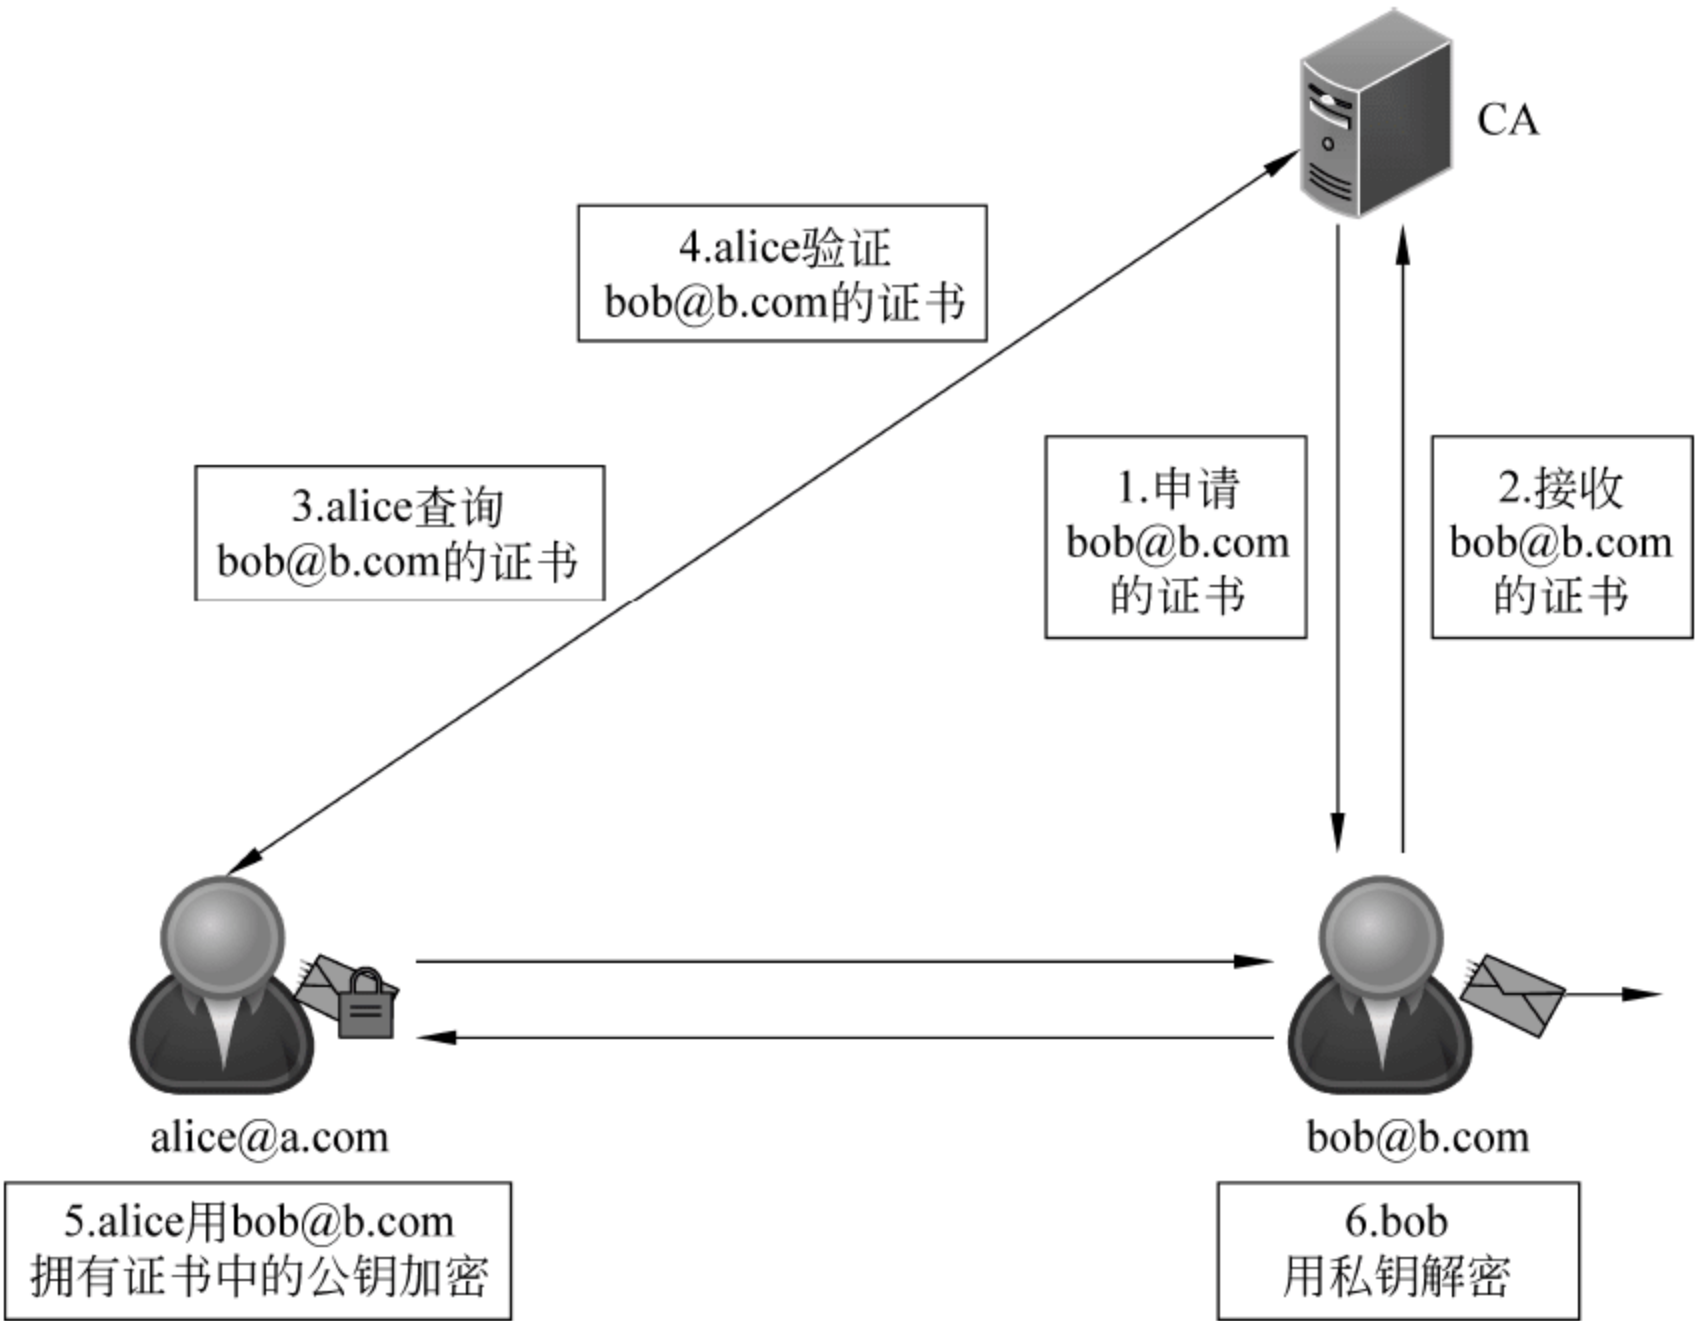 CA
4.alice验证
bob@b.com的证书
3.alice查询
bob@b.com的证书
1.申请
bob@b.com
的证书
2.接收
bob@b.com
的证书
alice@a.com
bob@b.com
5.alice用bob@b.com
拥有证书中的公钥加密
6.bob
用私钥解密